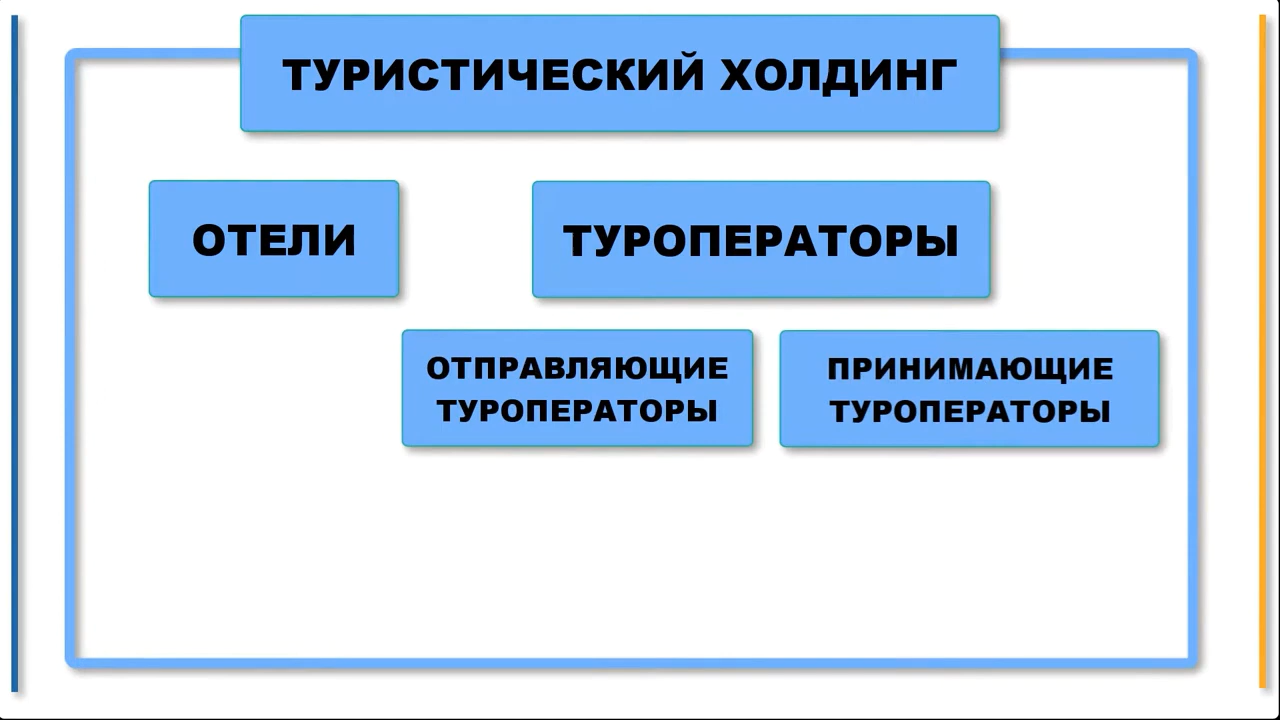 ТУРИСТИЧЕСКИЙ ХОЛДИНГ
ОТЕЛИ
ТУРОПЕРАТОРЫ
ОТПРАВЛЯЮЩИЕ
ТУРОПЕРАТОРЫ
ПРИНИМАЮЩИЕ
ТУРОПЕРАТОРЫ